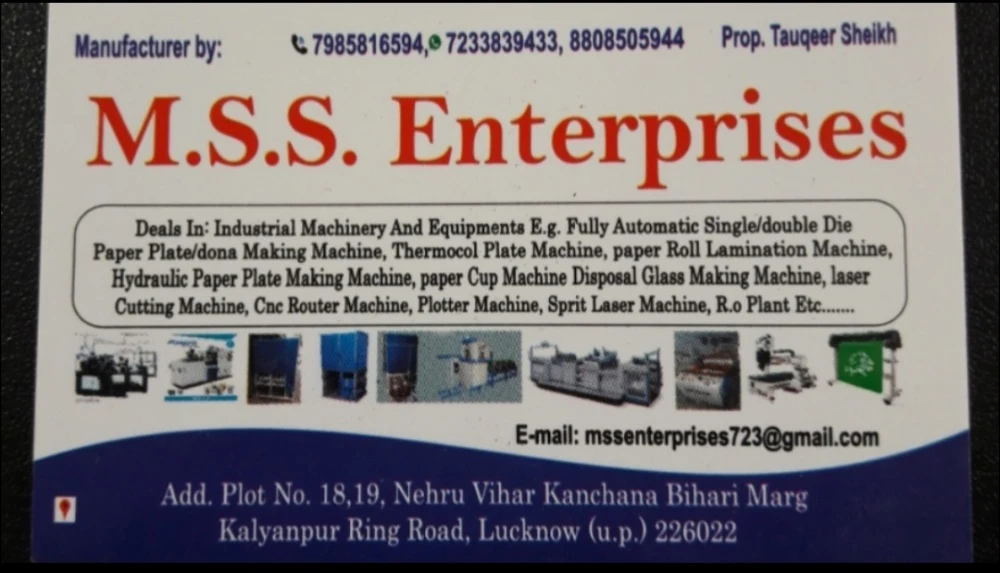 Manufacturer by: 7985816594, 7233839433, 8808505944 Prop. Tauqeer Sheikh
M.S.S. Enterprises
Deals In: Industrial Machinery And Equipments E.g. Fully Automatic Single/double Die
Paper Plate/dona Making Machine, Thermocol Plate Machine, paper Roll Lamination Machine,
Hydraulic Paper Plate Making Machine, paper Cup Machine Disposal Glass Making Machine, laser
Cutting Machine, Cnc Router Machine, Plotter Machine, Sprit Laser Machine, R.o Plant Etc.......
E-mail: mssenterprises723@gmail.com
Add. Plot No. 18,19, Nehru Vihar Kanchana Bihari Marg
Kalyanpur Ring Road, Lucknow (u.p.) 226022